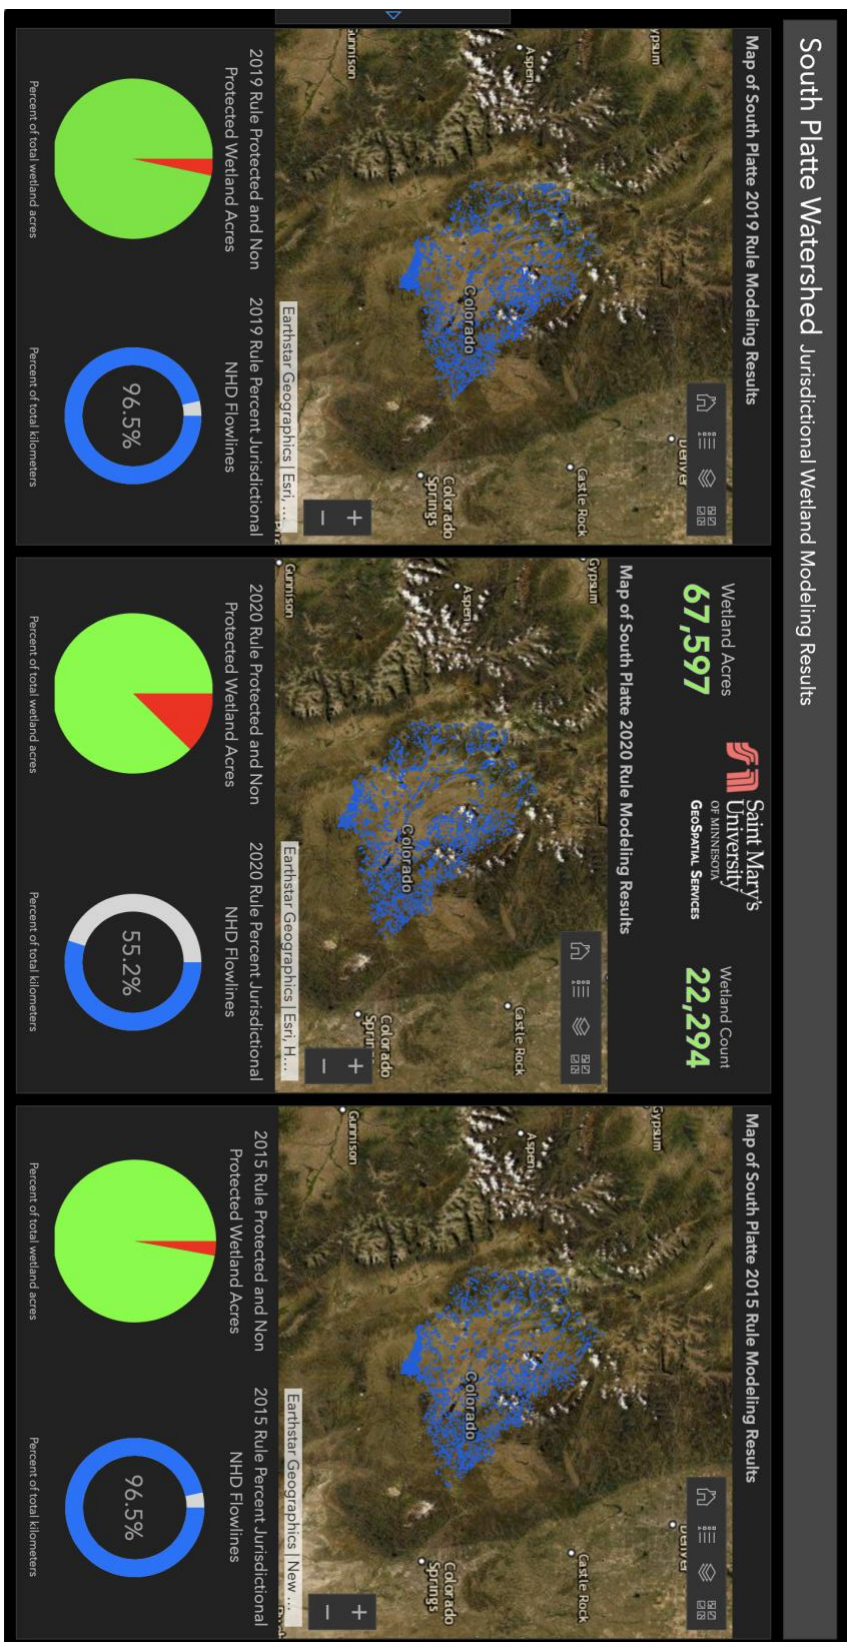 South Platte Watershed Jurisdictional Wetland Modeling Results
Map of South Platte 2019 Rule Modeling Results
Gypsum
Aspen
Gunnison
Colorado
Denver
Castle Rock
Colorado
Springs
+
−
Earthstar Geographics | Esri, ...
2019 Rule Protected and Non
Protected Wetland Acres
Percent of total wetland acres
2019 Rule Percent Jurisdictional
NHD Flowlines
96.5%
Percent of total kilometers
Wetland Acres
67,597
Saint Mary's
University
OF MINNESOTA
GEOSPATIAL SERVICES
Wetland Count
22,294
Map of South Platte 2020 Rule Modeling Results
Gypsum
Aspen
Gunnison
Colorado
Castle Rock
Colorado
Springs
+
−
Earthstar Geographics | Esri, H...
2020 Rule Protected and Non
Protected Wetland Acres
Percent of total wetland acres
2020 Rule Percent Jurisdictional
NHD Flowlines
55.2%
Percent of total kilometers
Map of South Platte 2015 Rule Modeling Results
Gypsum
Aspen
Gunnison
Colorado
Denver
Castle Rock
Colorado
Springs
+
−
Earthstar Geographics | New ...
2015 Rule Protected and Non
Protected Wetland Acres
Percent of total wetland acres
2015 Rule Percent Jurisdictional
NHD Flowlines
96.5%
Percent of total kilometers